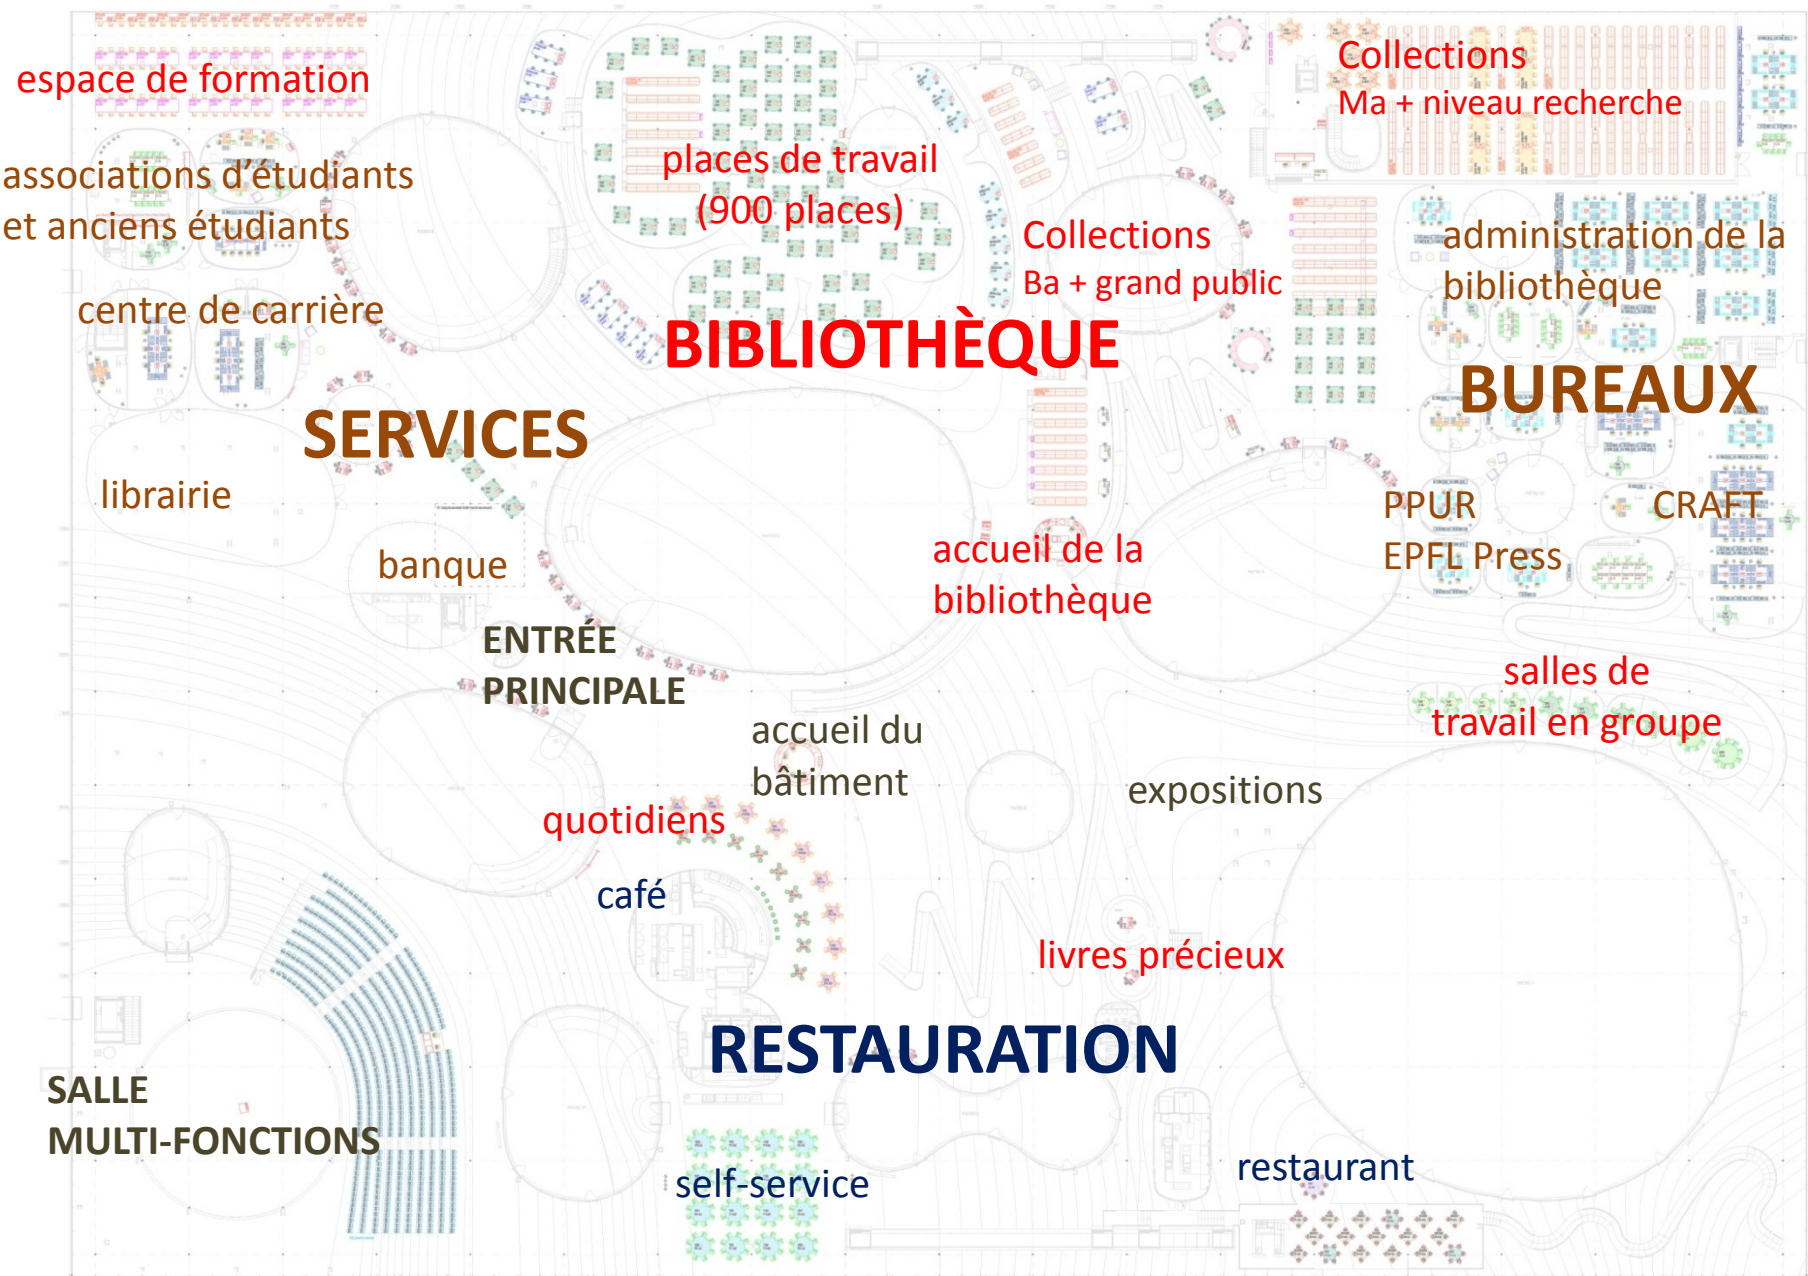 espace de formation
associations d'étudiants
et anciens étudiants
centre de carrière
SERVICES
librairie
banque
places de travail
(900 places)
Collections
Ba + grand public
BIBLIOTHÈQUE
Collections
Ma + niveau recherche
administration de la
bibliothèque
BUREAUX
PPUR
EPFL Press
CRAFT
accueil de la
bibliothèque
ENTRÉE
PRINCIPALE
salles de
travail en groupe
accueil du
bâtiment
expositions
quotidiens
café
livres précieux
RESTAURATION
SALLE
MULTI-FONCTIONS
self-service
restaurant